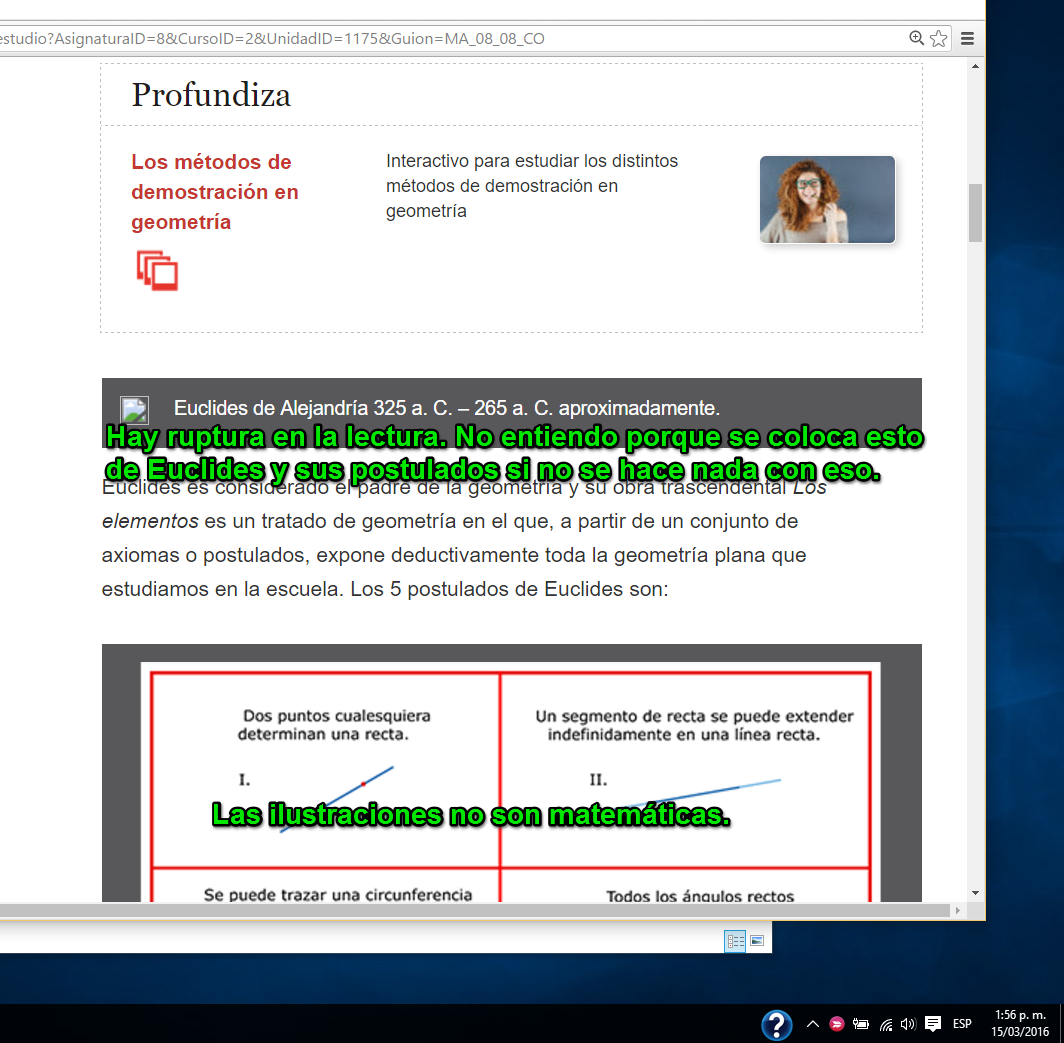 estudio?AsignaturaID=8&CursoID=2&UnidadID=1175&Guion=MA_08_08_CO
Profundiza
Los métodos de
demostración en
geometría
Interactivo para estudiar los distintos
métodos de demostración en
geometría
Euclides de Alejandría 325 a. C. – 265 a. C. aproximadamente.
Hay ruptura en la lectura. No entiendo porque se coloca esto
de Euclides y sus postulados si no se hace nada con eso.
Euclides es considerado el padre de la geometría y su obra trascendental Los
elementos es un tratado de geometría en el que, a partir de un conjunto de
axiomas o postulados, expone deductivamente toda la geometría plana que
estudiamos en la escuela. Los 5 postulados de Euclides son:
Dos puntos cualesquiera
determinan una recta.
I.
Un segmento de recta se puede extender
indefinidamente en una línea recta.
II.
Las ilustraciones no son matemáticas.
Se puede trazar una circunferencia
Todos los ángulos rectos
ESP
1:56 p. m.
15/03/2016